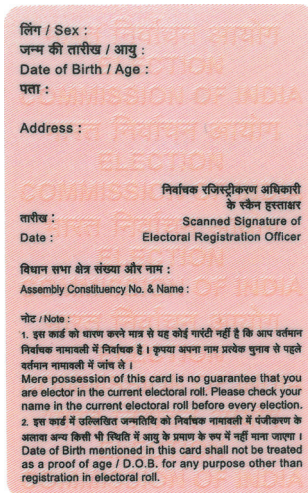 लिंग / Sex :
जन्म की तारीख / आयु :
Date of Birth / Age :
पता :
Address :
निर्वाचक रजिस्ट्रीकरण अधिकारी
के स्कैन हस्ताक्षर
तारीख :
Scanned Signature of
Date :
Electoral Registration Officer
विधान सभा क्षेत्र संख्या और नाम :
Assembly Constituency No. & Name :
नोट / Note :
1. इस कार्ड को धारण करने मात्र से यह कोई गारंटी नहीं है कि आप वर्तमान
निर्वाचक नामावली में निर्वाचक है । कृपया अपना नाम प्रत्येक चुनाव से पहले
वर्तमान नामावली में जांच ले ।
Mere possession of this card is no guarantee that you
are elector in the current electoral roll. Please check your
name in the current electoral roll before every election.
2. इस कार्ड में उल्लिखित जन्मतिथि को निर्वाचक नामावली में पंजीकरण के
अलावा अन्य किसी भी स्थिति में आयु के प्रमाण के रुप में नहीं माना जाएगा ।
Date of Birth mentioned in this card shall not be treated
as a proof of age / D.O.B. for any purpose other than
registration in electoral roll.